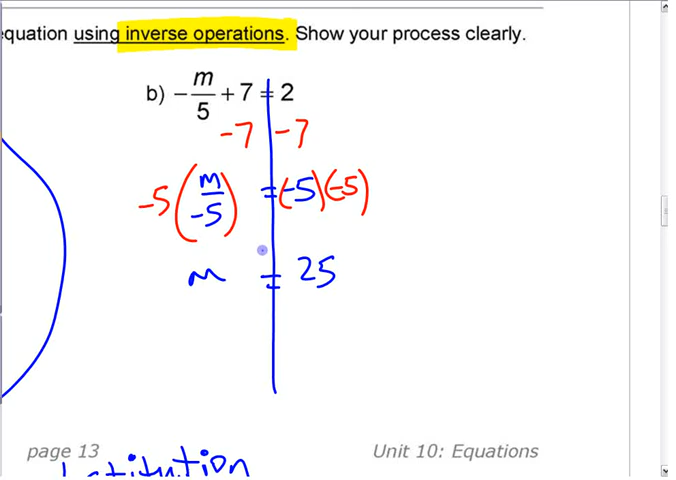 equation using inverse operations. Show your process clearly.
b) -m/5 + 7 = 2
-7 -7
-5(m/-5) = (-5)(-5)
m = 25
page 13 Unit 10: Equations